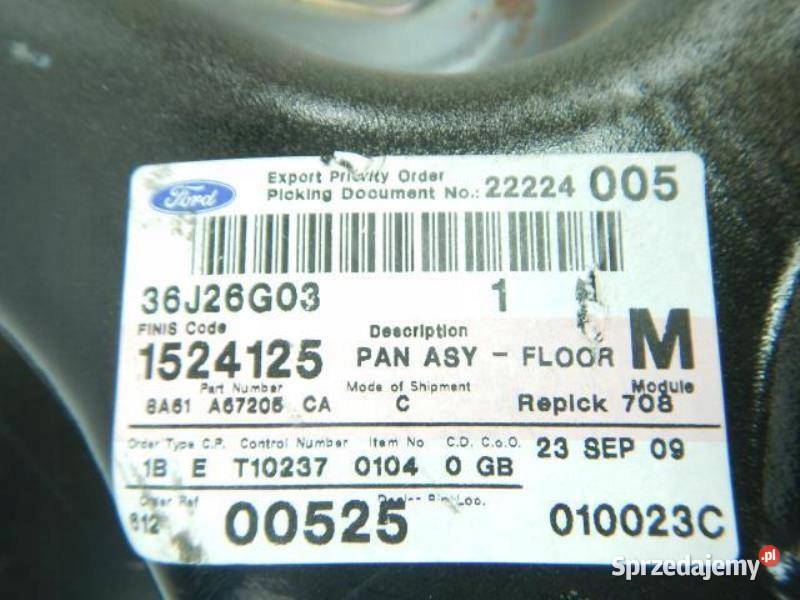 Ford
Export Priority Order
Picking Document No.: 22224 005
36J26G03 1
FINIS Code Description
1524125 PAN ASY - FLOOR M
Part Number Mode of Shipment Module
8A61 A67205 CA C Repick 708
Order Type C.P. Control Number Item No C.D. C.o.O. 23 SEP 09
1B E T10237 0104 0 GB
Order Ref Dealer Bin Loc.
812 00525 010023C
Sprzedajemy.pl